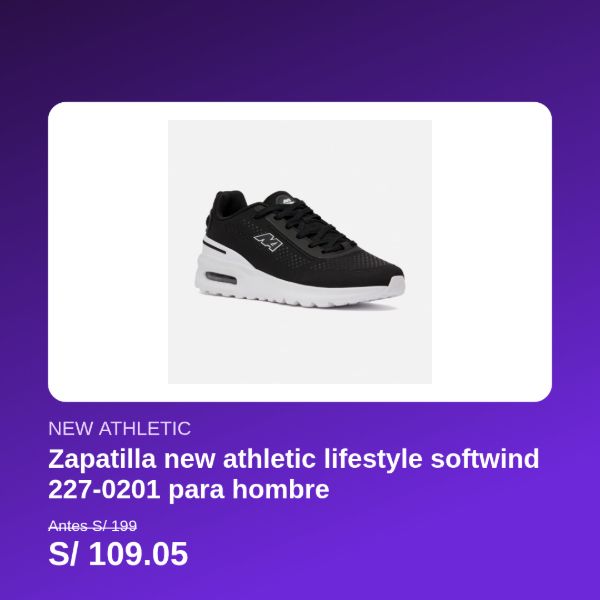 NEW ATHLETIC
Zapatilla new athletic lifestyle softwind
227-0201 para hombre
Antes S/ 199
S/ 109.05